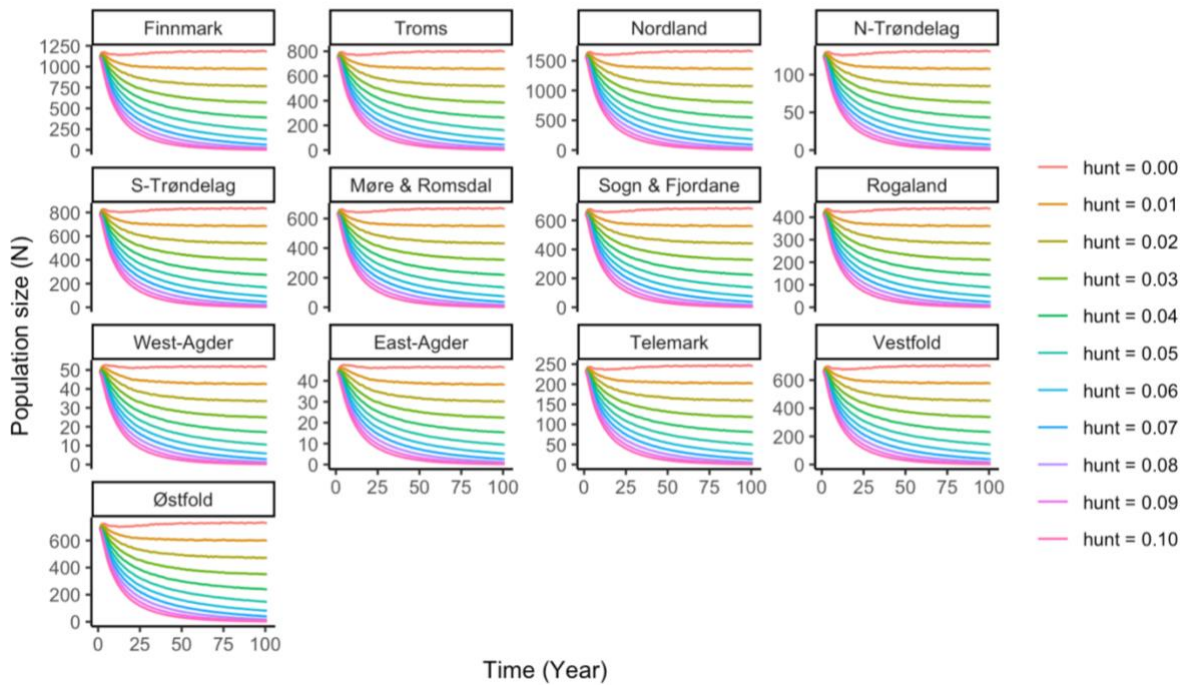 Finnmark
Troms
Nordland
N-Trøndelag
1250
1000
750
500
250
0
800
600
400
200
0
1500
1000
500
0
100
50
0
S-Trøndelag
Møre & Romsdal
Sogn & Fjordane
Rogaland
800
600
400
200
0
600
400
200
0
600
400
200
0
400
300
200
100
0
West-Agder
East-Agder
Telemark
Vestfold
50
40
30
20
10
0
40
30
20
10
0
250
200
150
100
50
0
600
400
200
0
0 25 50 75 100
0 25 50 75 100
0 25 50 75 100
Østfold
600
400
200
0
0 25 50 75 100
Population size (N)
Time (Year)
hunt = 0.00
hunt = 0.01
hunt = 0.02
hunt = 0.03
hunt = 0.04
hunt = 0.05
hunt = 0.06
hunt = 0.07
hunt = 0.08
hunt = 0.09
hunt = 0.10